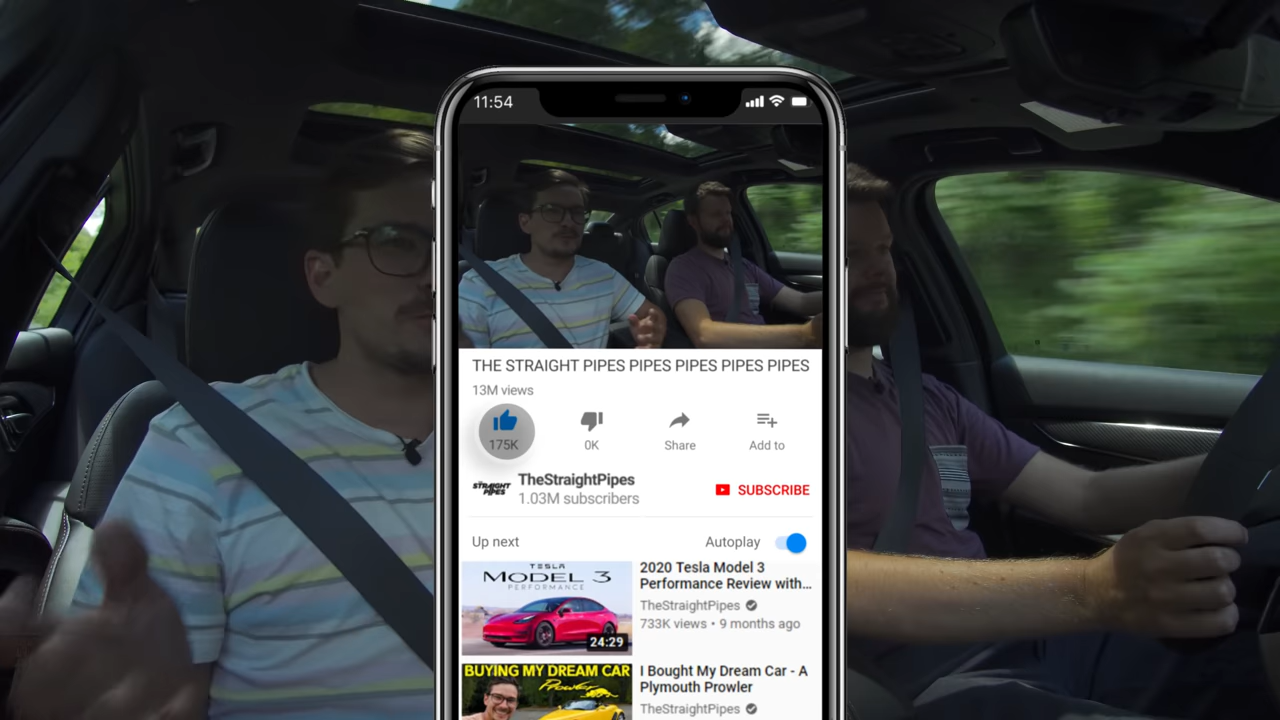 11:54
THE STRAIGHT PIPES PIPES PIPES PIPES PIPES
13M views
175K
0K
Share
Add to
STRAIGHT
PIPES
TheStraightPipes
1.03M subscribers
SUBSCRIBE
Up next
Autoplay
TESLA
MODEL 3
PERFORMANCE
24:29
2020 Tesla Model 3
Performance Review with...
TheStraightPipes
733K views • 9 months ago
BUYING MY DREAM CAR
Prowler
I Bought My Dream Car - A
Plymouth Prowler
TheStraightPipes